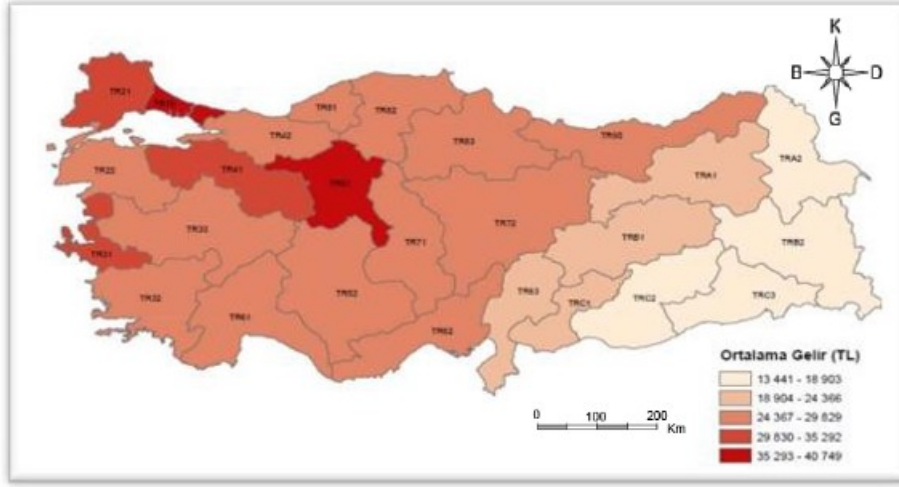 K
B D
G
TR21
TR10
TR81
TR82
TR42
TR83
TR90
TRA2
TR22
TR41
TR51
TRA1
TR33
TR72
TRB1
TRB2
TR31
TR71
TR32
TR52
TR63
TRC1
TRC2
TRC3
TR61
TR62
Ortalama Gelir (TL)
13 441 - 18 903
18 904 - 24 366
24 367 - 29 829
29 830 - 35 292
35 293 - 40 749
0 100 200
Km